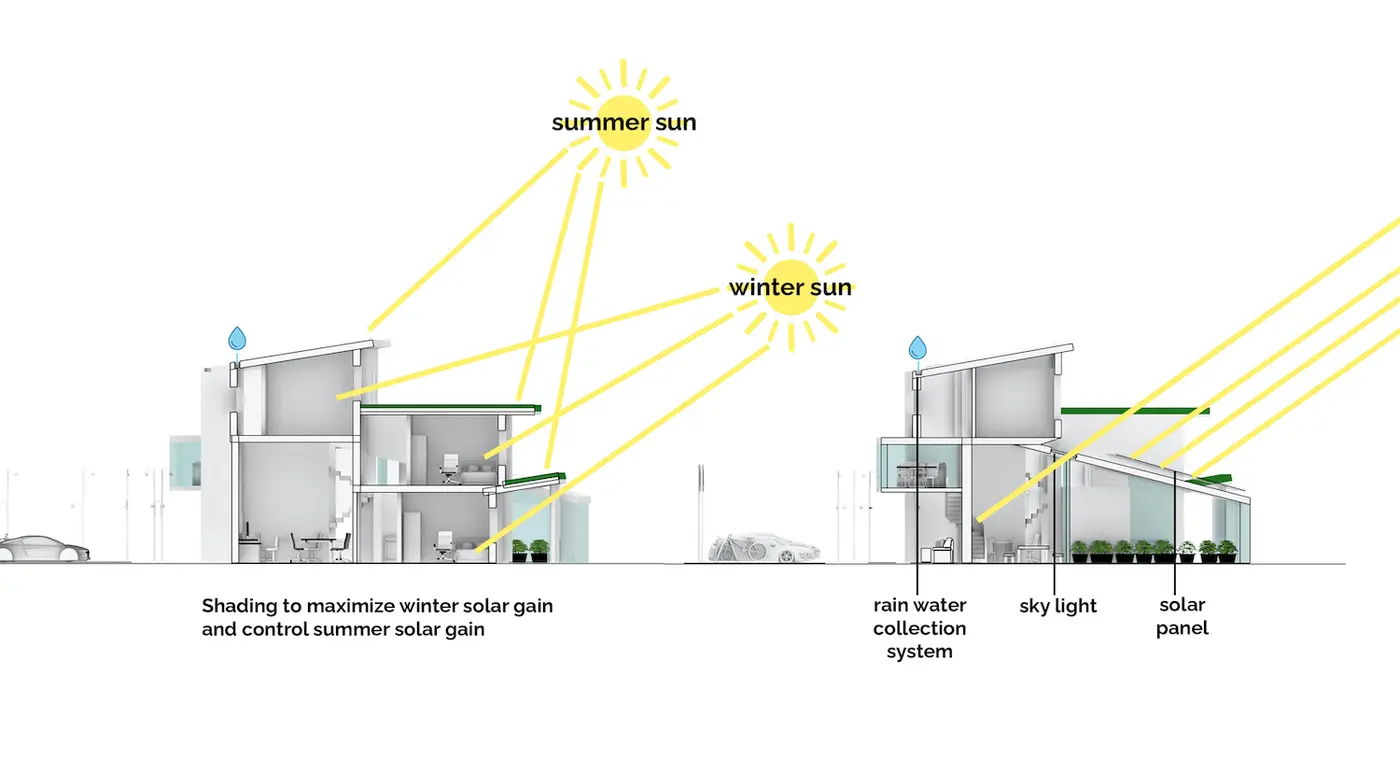 summer sun
winter sun
Shading to maximize winter solar gain
and control summer solar gain
rain water
collection
system
sky light
solar
panel